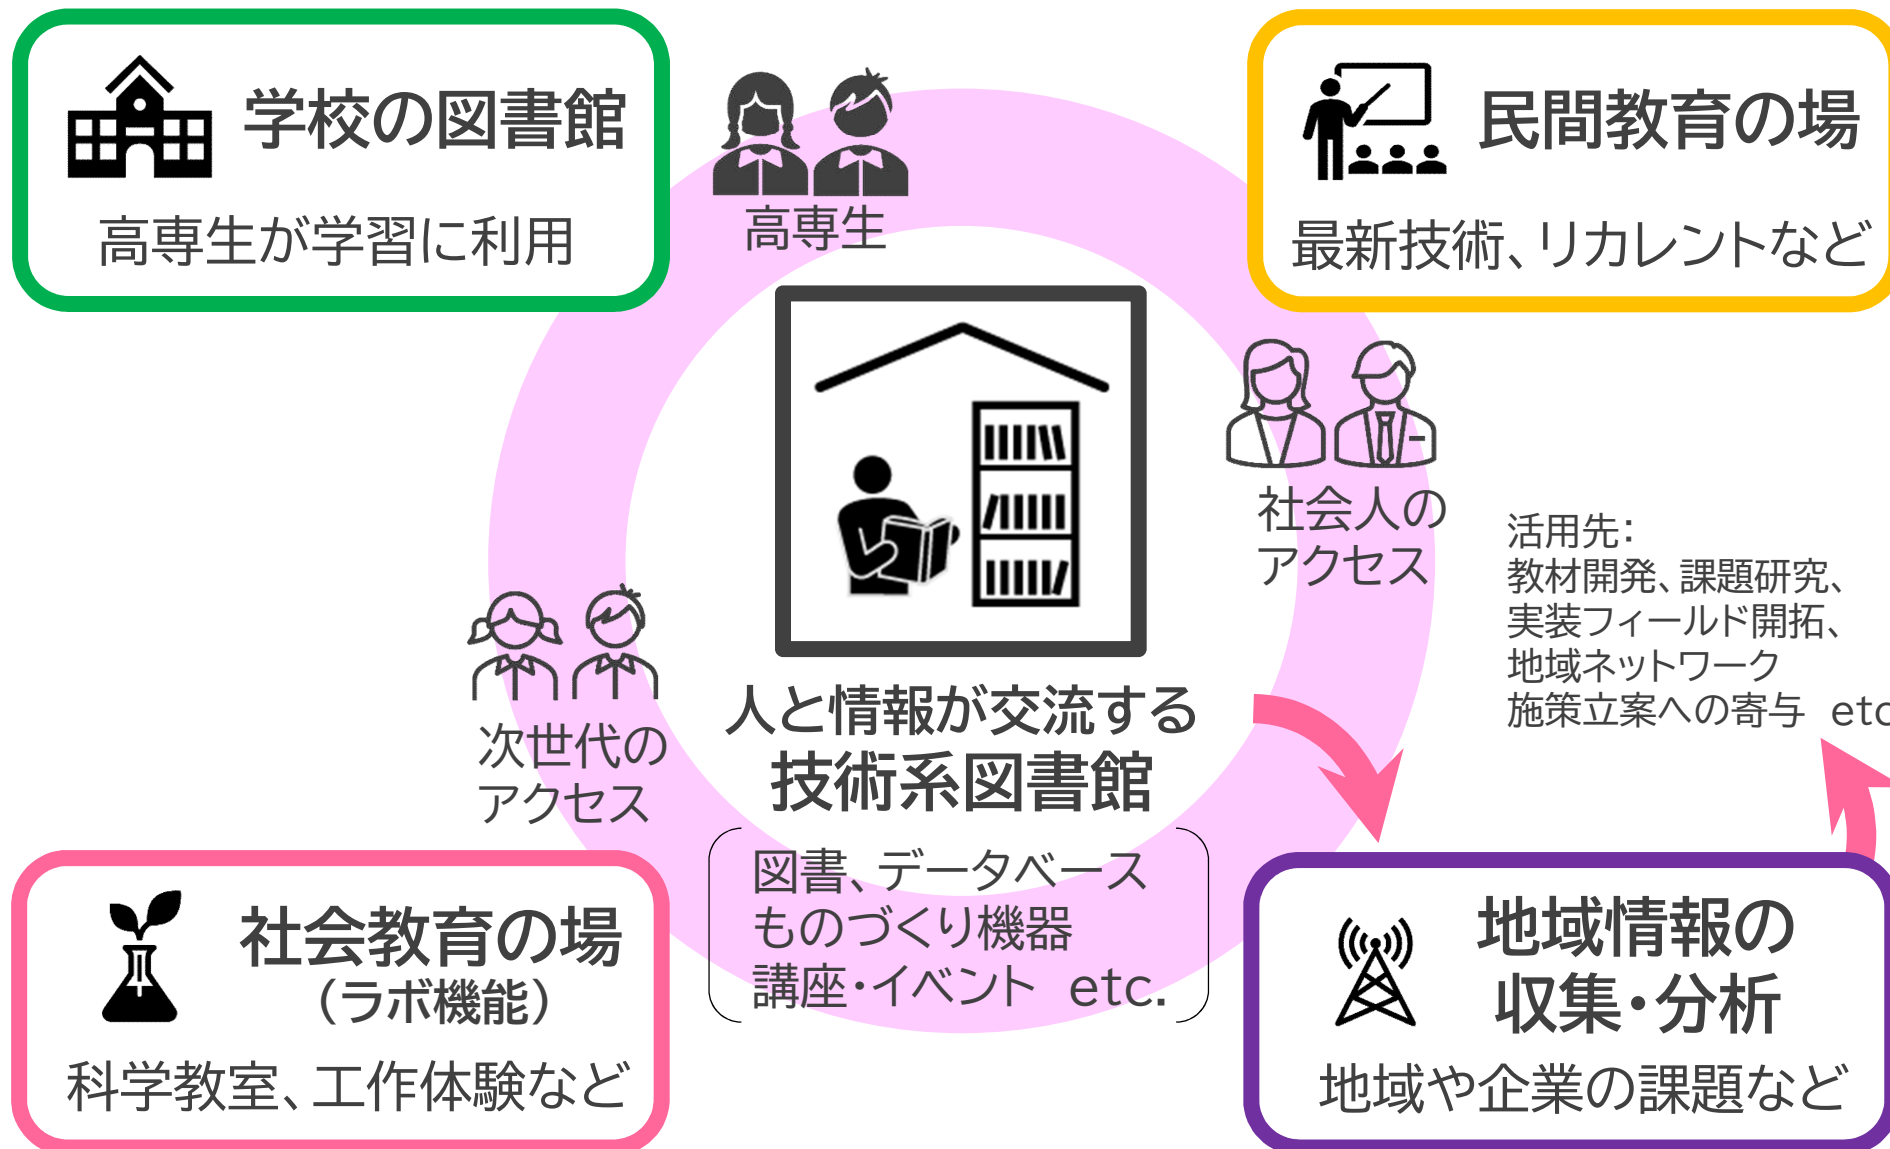 学校の図書館
高専生が学習に利用
高専生
民間教育の場
最新技術、リカレントなど
社会人の
アクセス
活用先：
教材開発、課題研究、
実装フィールド開拓、
地域ネットワーク
施策立案への寄与　etc
次世代の
アクセス
人と情報が交流する
技術系図書館
図書、データベース
ものづくり機器
講座・イベント　etc.
社会教育の場
（ラボ機能）
科学教室、工作体験など
地域情報の
収集・分析
地域や企業の課題など